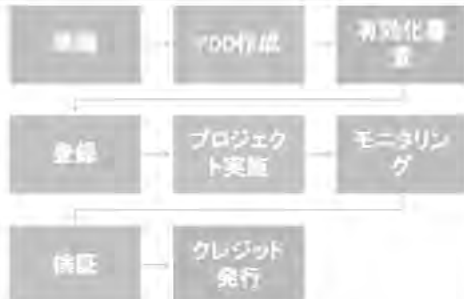 準備
PDD作成
有効化審
査
登録
プロジェク
ト実施
モニタリン
グ
検証
クレジット
発行